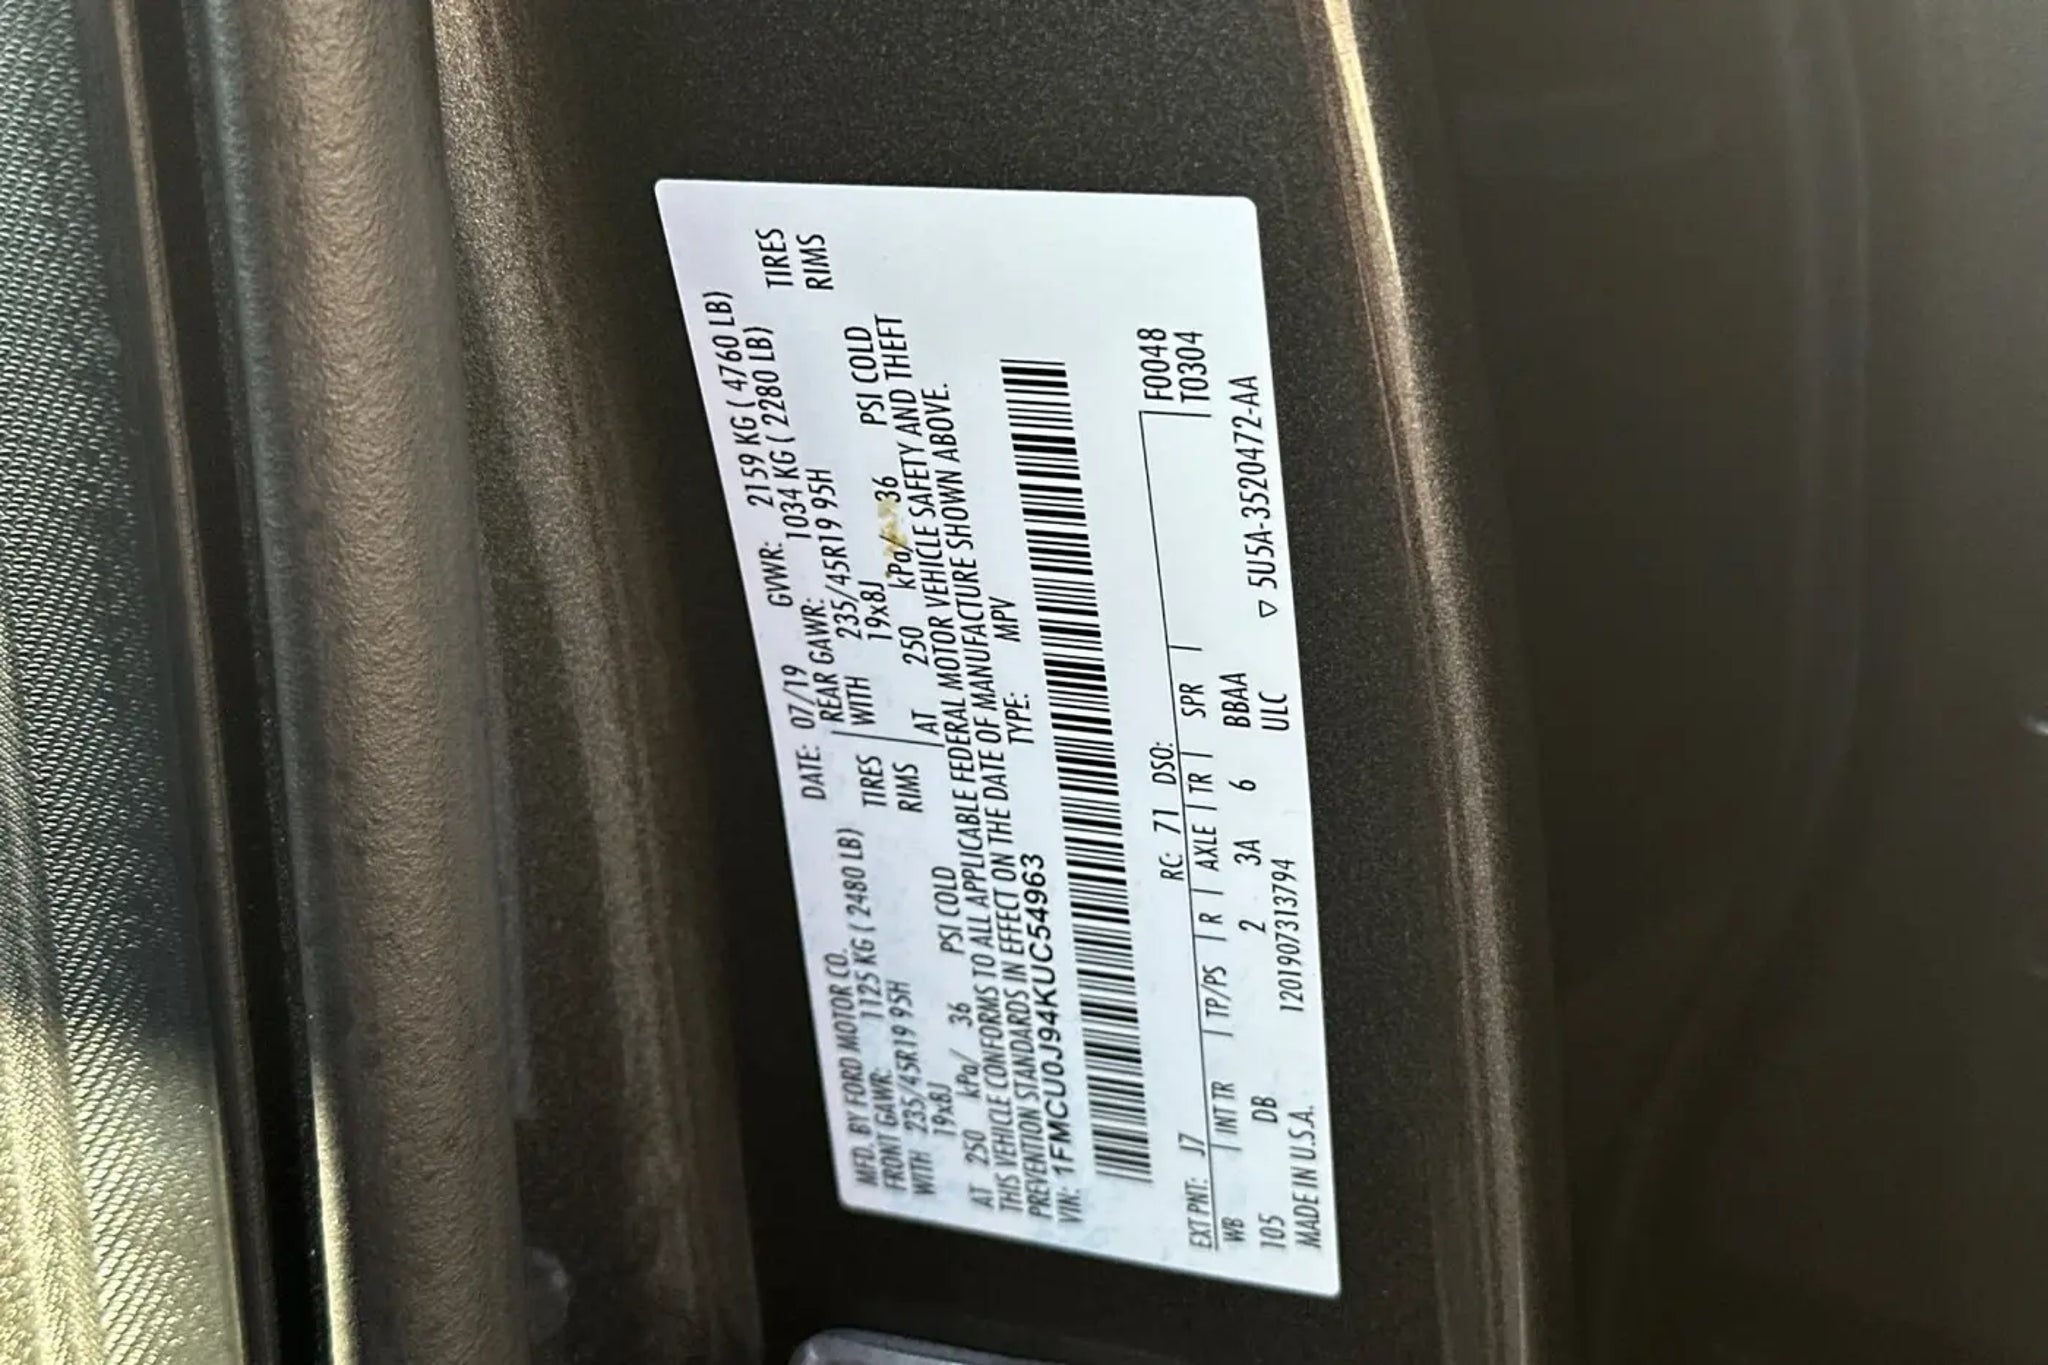 MFD. BY FORD MOTOR CO.
DATE: 07/19 GVWR: 2159 KG ( 4760 LB)
FRONT GAWR: 1125 KG ( 2480 LB) REAR GAWR: 1034 KG ( 2280 LB)
WITH 235/45R19 95H TIRES WITH 235/45R19 95H TIRES
19x8J RIMS 19x8J RIMS
AT 250 kPa/ 36 PSI COLD AT 250 kPa/ 36 PSI COLD
THIS VEHICLE CONFORMS TO ALL APPLICABLE FEDERAL MOTOR VEHICLE SAFETY AND THEFT
PREVENTION STANDARDS IN EFFECT ON THE DATE OF MANUFACTURE SHOWN ABOVE.
VIN: 1FMCU0J94KUC54963 TYPE: MPV
F0048
T0304
EXT PNT: J7 RC: 71 DSO:
WB INT TR TP/PS R AXLE TR SPR
105 DB 2 3A 6 BBAA
MADE IN U.S.A. 120190731379​4 ULC
▽ 5U5A-3520472-AA